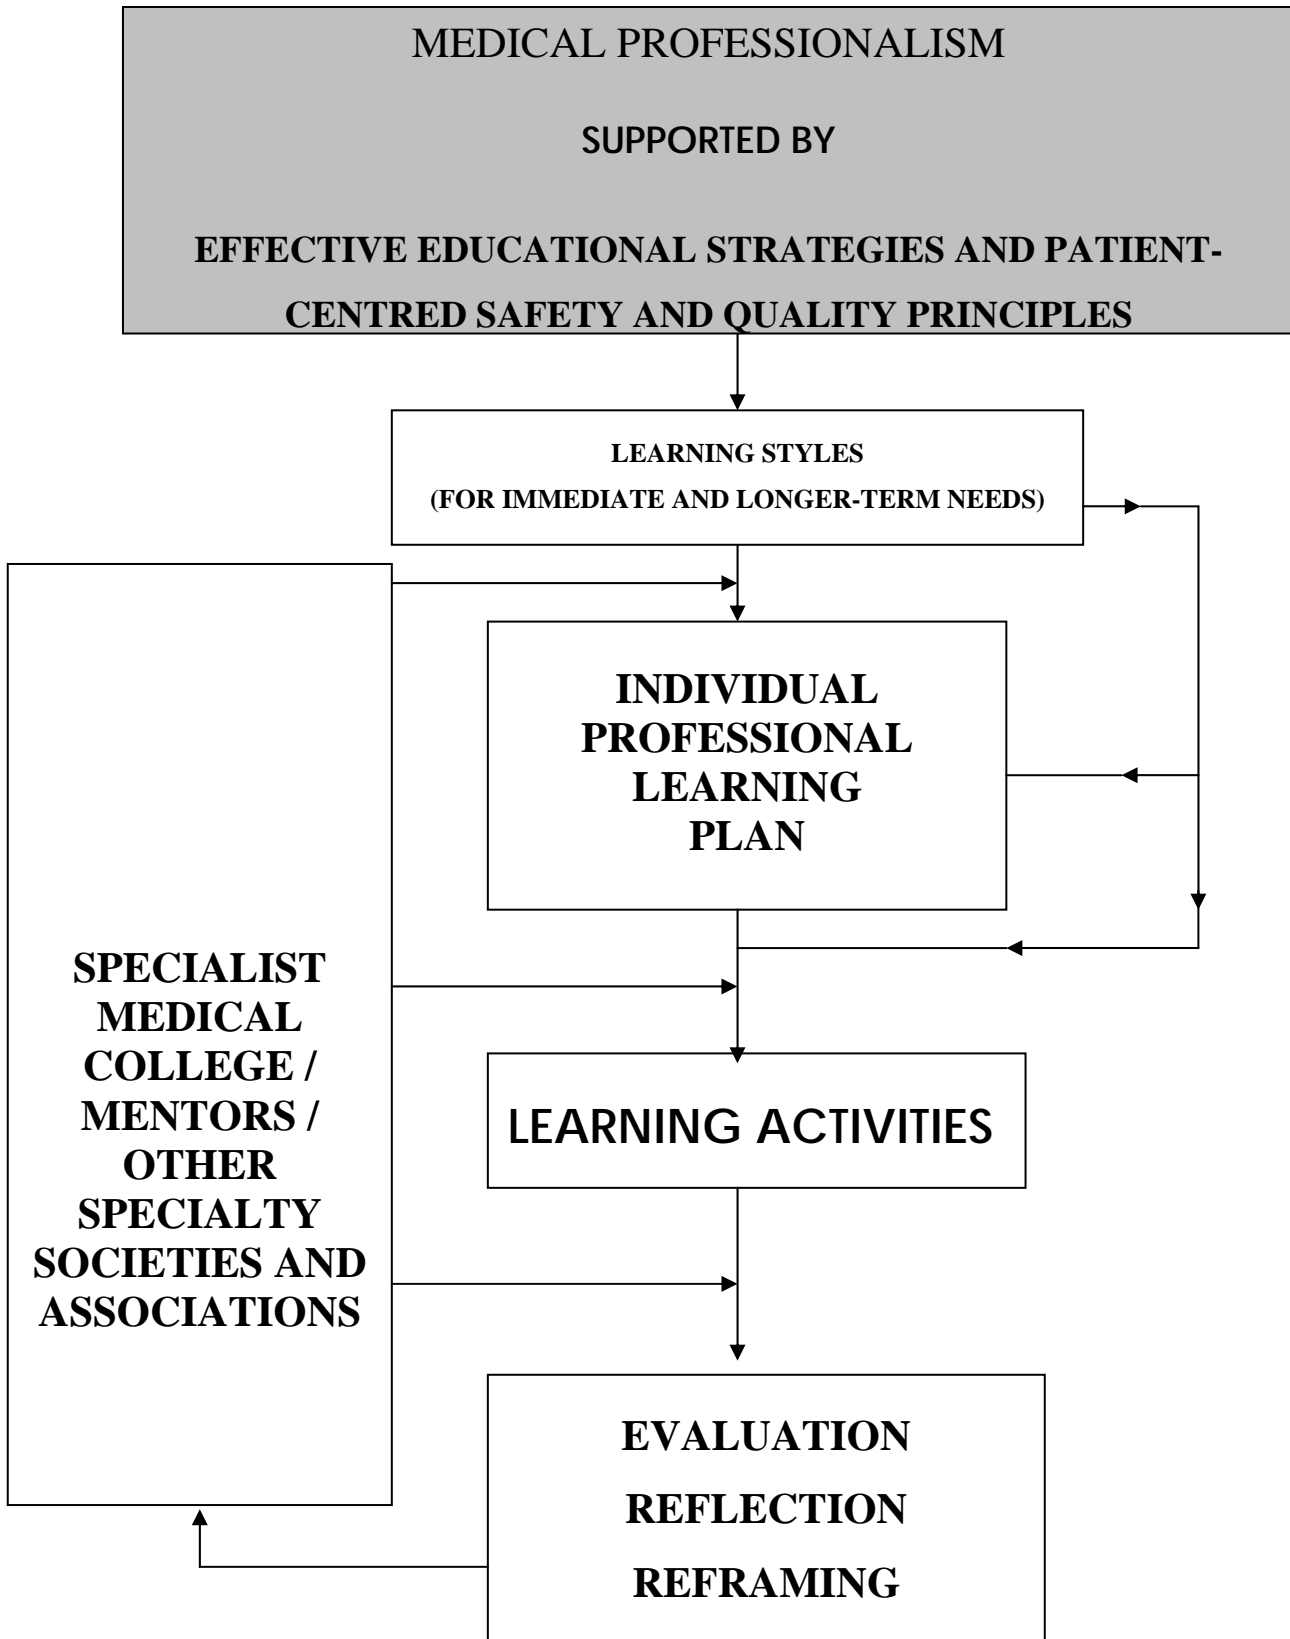 MEDICAL PROFESSIONALISM
SUPPORTED BY
EFFECTIVE EDUCATIONAL STRATEGIES AND PATIENT-
CENTRED SAFETY AND QUALITY PRINCIPLES
LEARNING STYLES
(FOR IMMEDIATE AND LONGER-TERM NEEDS)
INDIVIDUAL
PROFESSIONAL
LEARNING
PLAN
SPECIALIST
MEDICAL
COLLEGE /
MENTORS /
OTHER
SPECIALTY
SOCIETIES AND
ASSOCIATIONS
LEARNING ACTIVITIES
EVALUATION
REFLECTION
REFRAMING